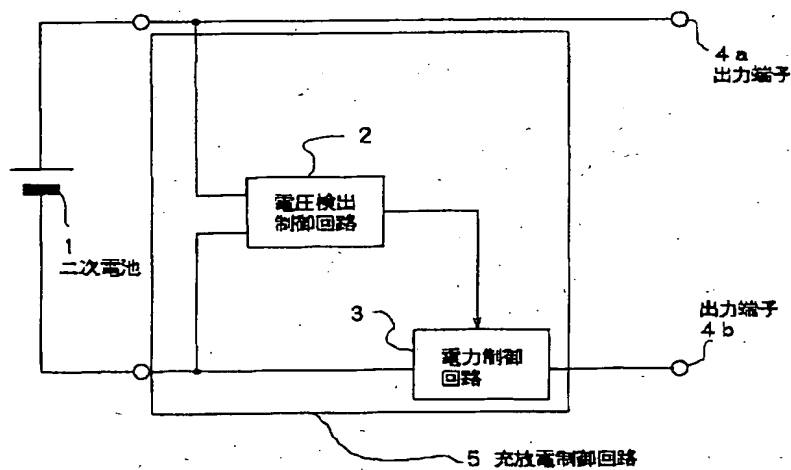 4a
出力端子
2
電圧検出
制御回路
1
二次電池
出力端子
4b
3
電力制御
回路
5 充放電制御回路